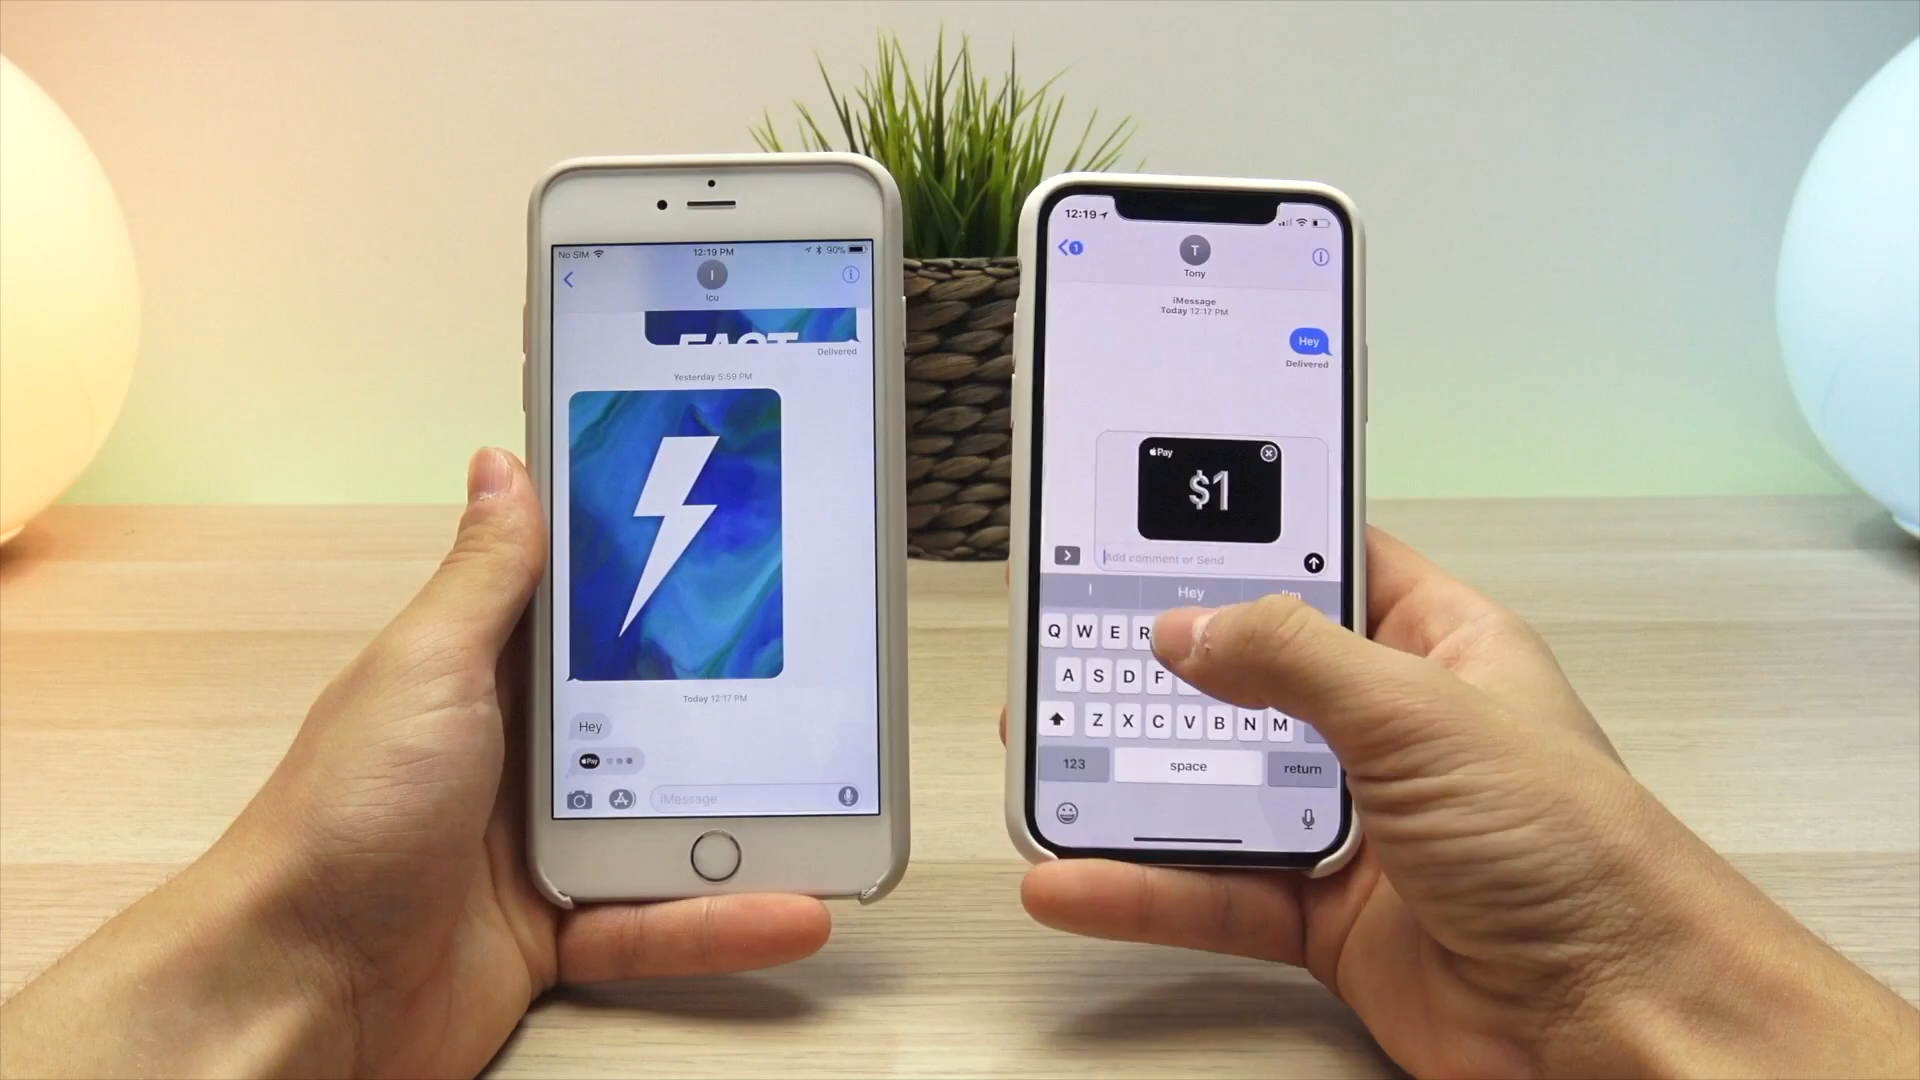 No SIM
12:19 PM
90%
I
Icu
Delivered
Yesterday 5:59 PM
Today 12:17 PM
Hey
Pay
iMessage
12:19
1
T
Tony
iMessage
Today 12:17 PM
Hey
Delivered
Pay
$1
Add comment or Send
I Hey I'm
Q W E R
A S D F
Z X C V B N M
123 space return